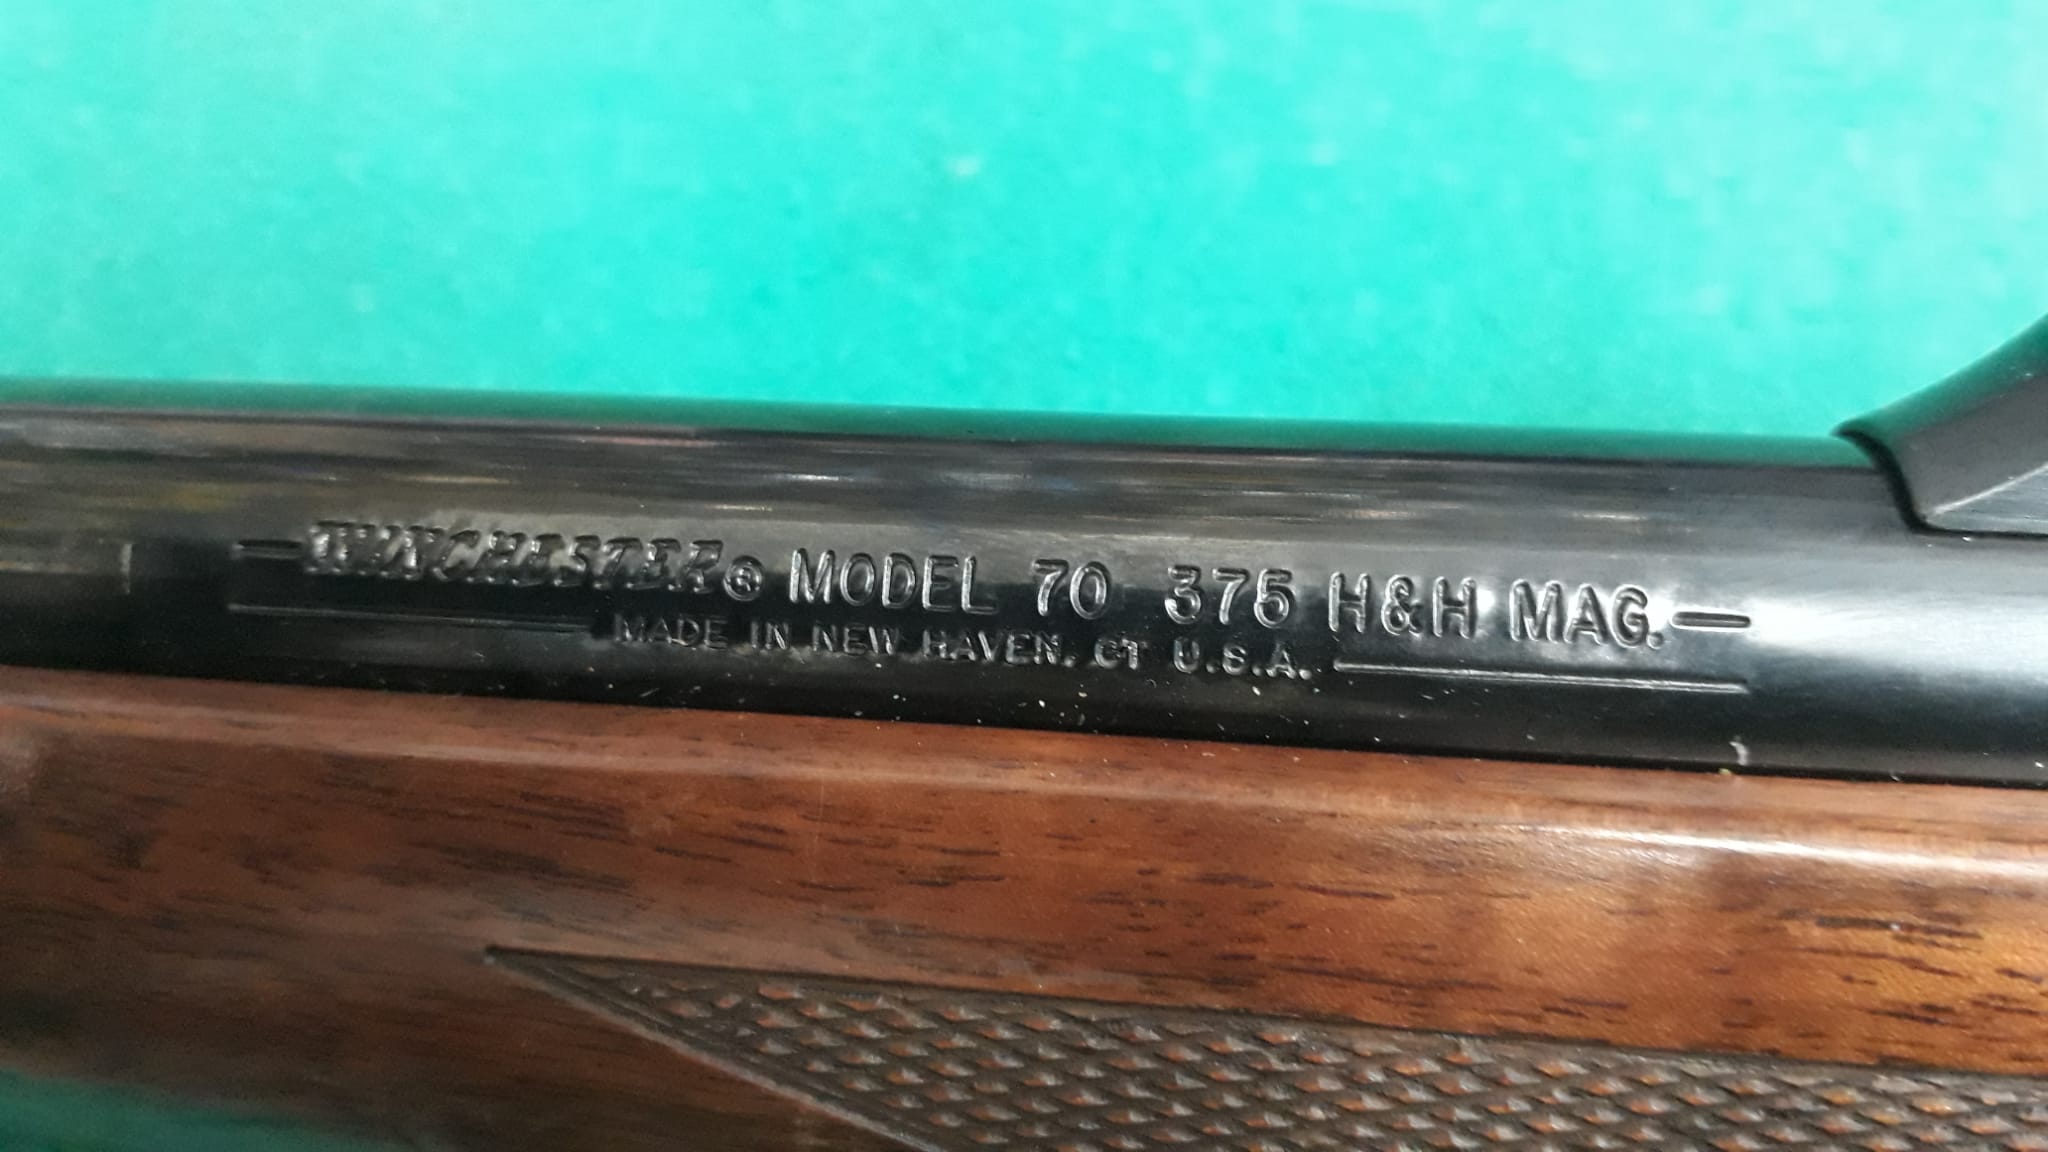 —WINCHESTER® MODEL 70 375 H&H MAG.—
MADE IN NEW HAVEN, CT U.S.A.